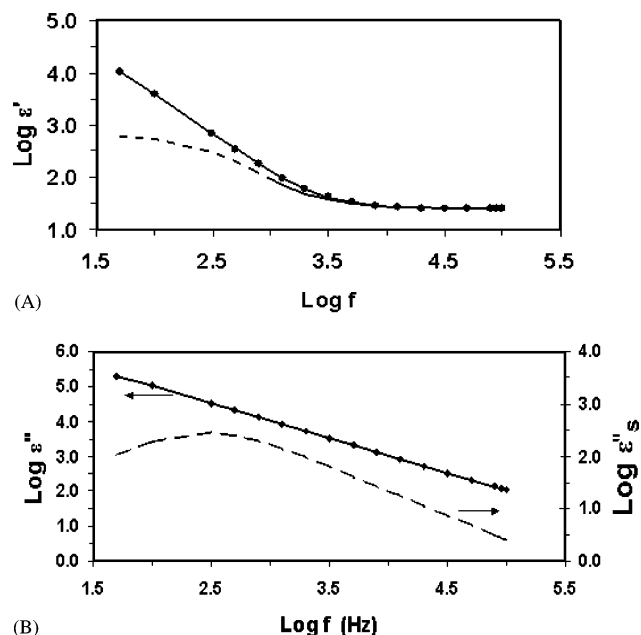 5.0
4.0
Log ε'
3.0
2.0
1.0
1.5 2.5 3.5 4.5 5.5
(A) Log f
6.0 4.0
5.0
Log ε"
4.0 3.0
3.0 2.0
Log ε"s
2.0
1.0 1.0
0.0 0.0
1.5 2.5 3.5 4.5 5.5
(B) Log f (Hz)